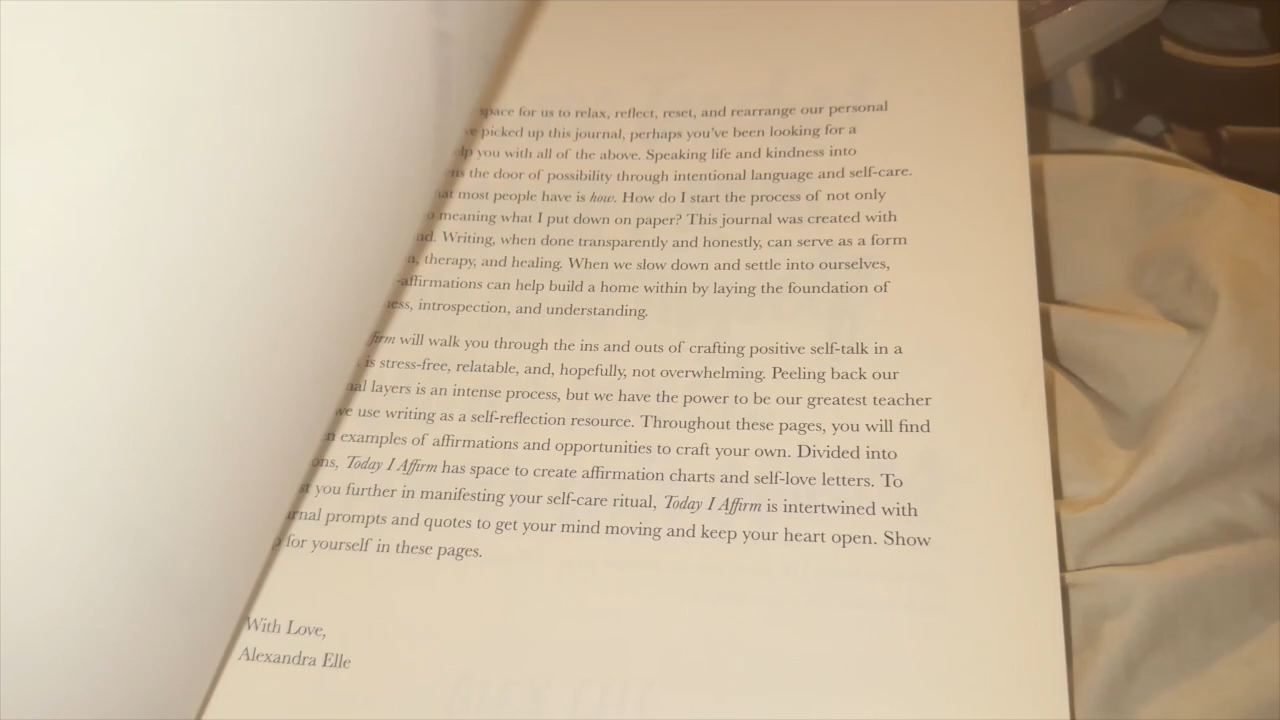 space for us to relax, reflect, reset, and rearrange our personal
picked up this journal, perhaps you've been looking for a
you with all of the above. Speaking life and kindness into
the door of possibility through intentional language and self-care.
most people have is how. How do I start the process of not only
meaning what I put down on paper? This journal was created with
Writing, when done transparently and honestly, can serve as a form
therapy, and healing. When we slow down and settle into ourselves,
-affirmations can help build a home within by laying the foundation of
introspection, and understanding.
will walk you through the ins and outs of crafting positive self-talk in a
is stress-free, relatable, and, hopefully, not overwhelming. Peeling back our
layers is an intense process, but we have the power to be our greatest teacher
we use writing as a self-reflection resource. Throughout these pages, you will find
examples of affirmations and opportunities to craft your own. Divided into
Today I Affirm has space to create affirmation charts and self-love letters. To
you further in manifesting your self-care ritual, Today I Affirm is intertwined with
prompts and quotes to get your mind moving and keep your heart open. Show
for yourself in these pages.
With Love,
Alexandra Elle